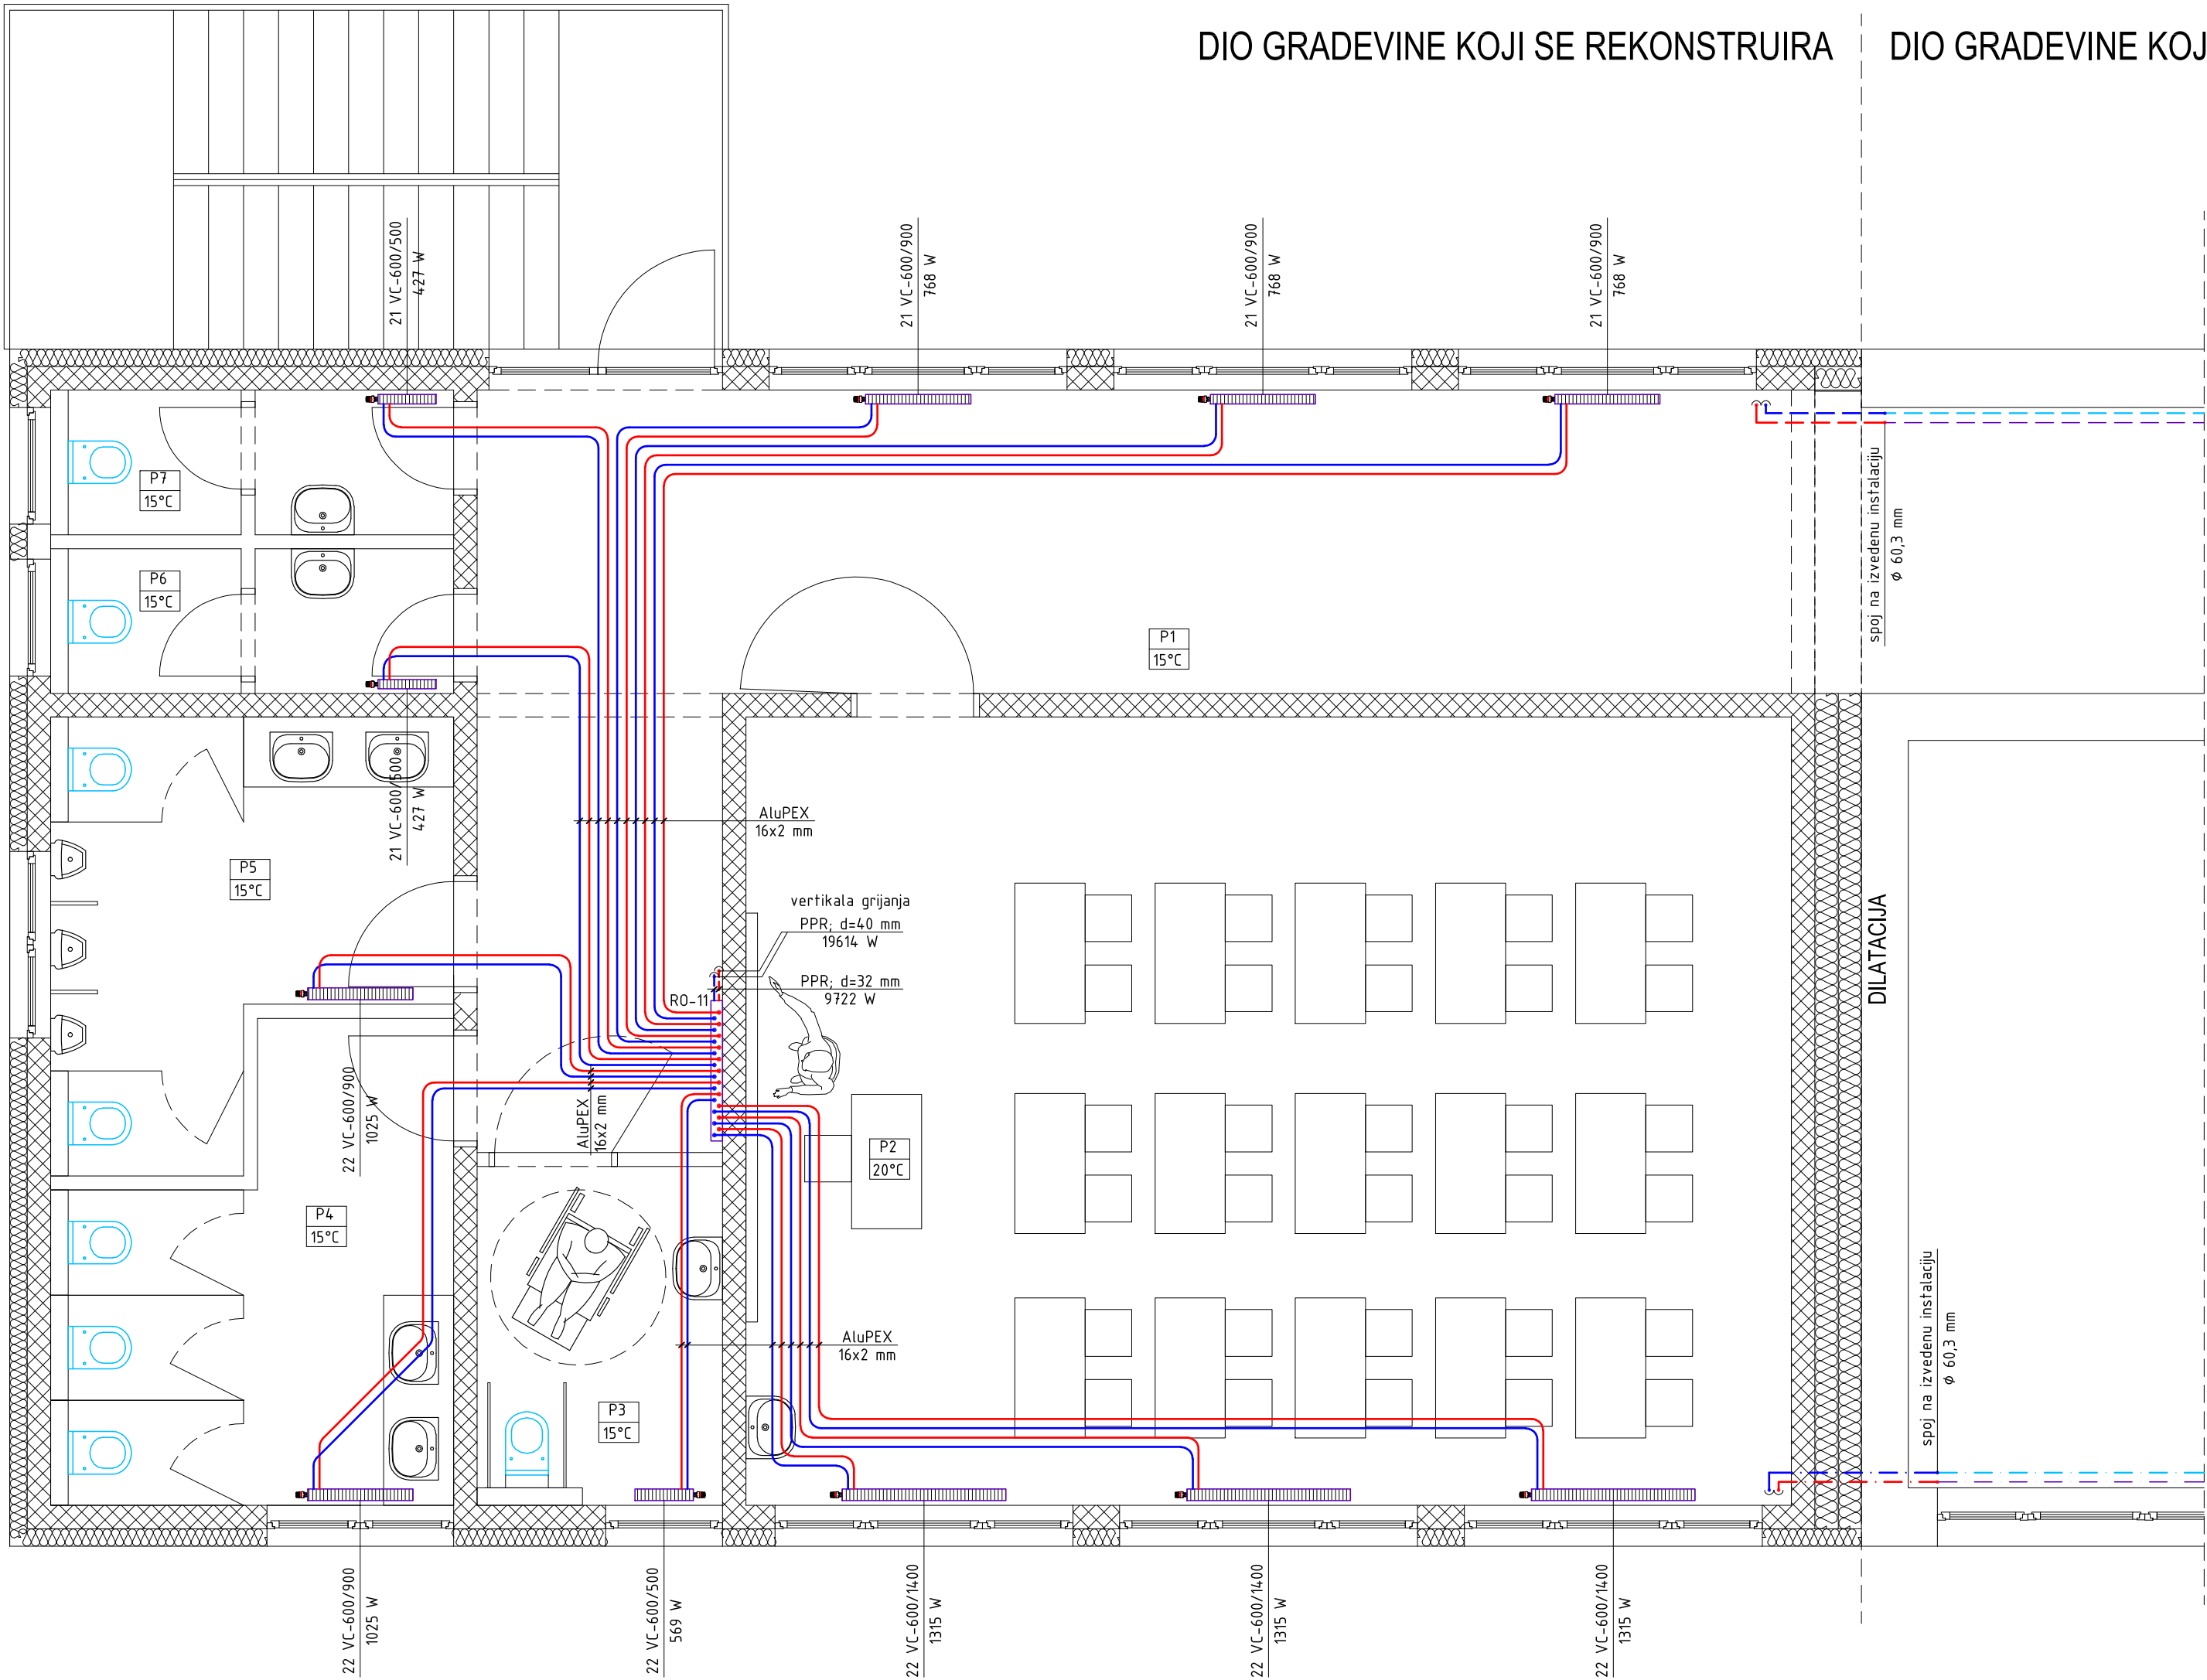 DIO GRADEVINE KOJI SE REKONSTRUIRA
DIO GRADEVINE KOJ
21 VC-600/500
427 W
21 VC-600/900
768 W
21 VC-600/900
768 W
21 VC-600/900
768 W
P7
15°C
P6
15°C
P1
15°C
spoj na izvedenu instalaciju
ϕ 60,3 mm
21 VC-600/500
427 W
AluPEX
16x2 mm
P5
15°C
vertikala grijanja
PPR; d=40 mm
19614 W
PPR; d=32 mm
9722 W
RO-11
DILATACIJA
22 VC-600/900
1025 W
AluPEX
16x2 mm
P2
20°C
P4
15°C
AluPEX
16x2 mm
P3
15°C
spoj na izvedenu instalaciju
ϕ 60,3 mm
22 VC-600/900
1025 W
22 VC-600/500
569 W
22 VC-600/1400
1315 W
22 VC-600/1400
1315 W
22 VC-600/1400
1315 W